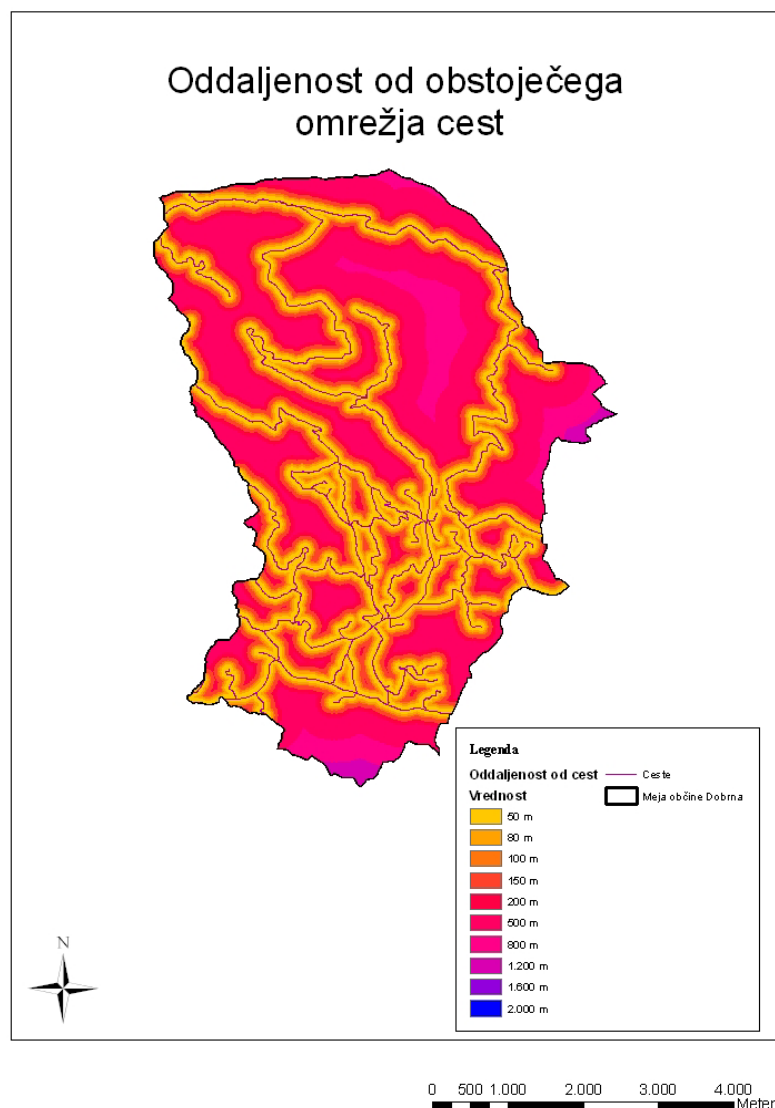 Oddaljenost od obstoječega
omrežja cest
Legenda
Oddaljenost od cest
Ceste
Vrednost
Meja občine Dobrna
50 m
80 m
100 m
150 m
200 m
500 m
800 m
1.200 m
1.600 m
2.000 m
N
0 500 1.000 2.000 3.000 4.000
Meter